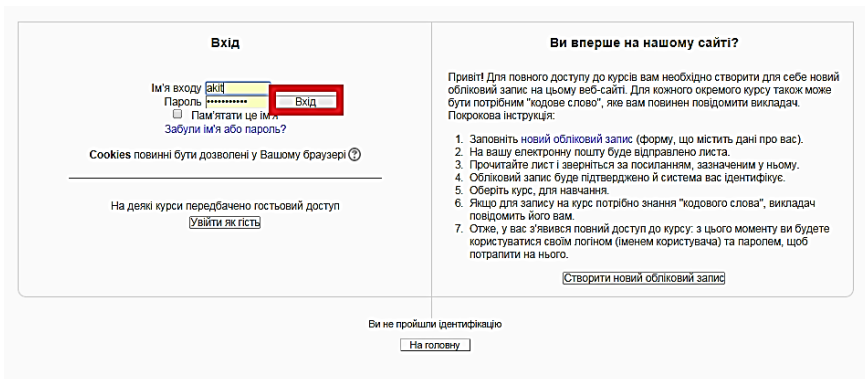 Вхід
Ім'я входу akit
Пароль •••••••••••
Вхід
Пам'ятати це ім'я
Забули ім'я або пароль?
Cookies повинні бути дозволені у Вашому браузері ?
На деякі курси передбачено гостьовий доступ
Увійти як гість
Ви вперше на нашому сайті?
Привіт! Для повного доступу до курсів вам необхідно створити для себе новий
обліковий запис на цьому веб-сайті. Для кожного окремого курсу також може
бути потрібним "кодове слово", яке вам повинен повідомити викладач.
Покрокова інструкція:
1. Заповніть новий обліковий запис (форму, що містить дані про вас).
2. На вашу електронну пошту буде відправлено листа.
3. Прочитайте лист і зверніться за посиланням, зазначеним у ньому.
4. Обліковий запис буде підтверджено й система вас ідентифікує.
5. Оберіть курс, для навчання.
6. Якщо для запису на курс потрібно знання "кодового слова", викладач
повідомить його вам.
7. Отже, у вас з'явився повний доступ до курсу: з цього моменту ви будете
користуватися своїм логіном (іменем користувача) та паролем, щоб
потрапити на нього.
Створити новий обліковий запис
Ви не пройшли ідентифікацію
На головну